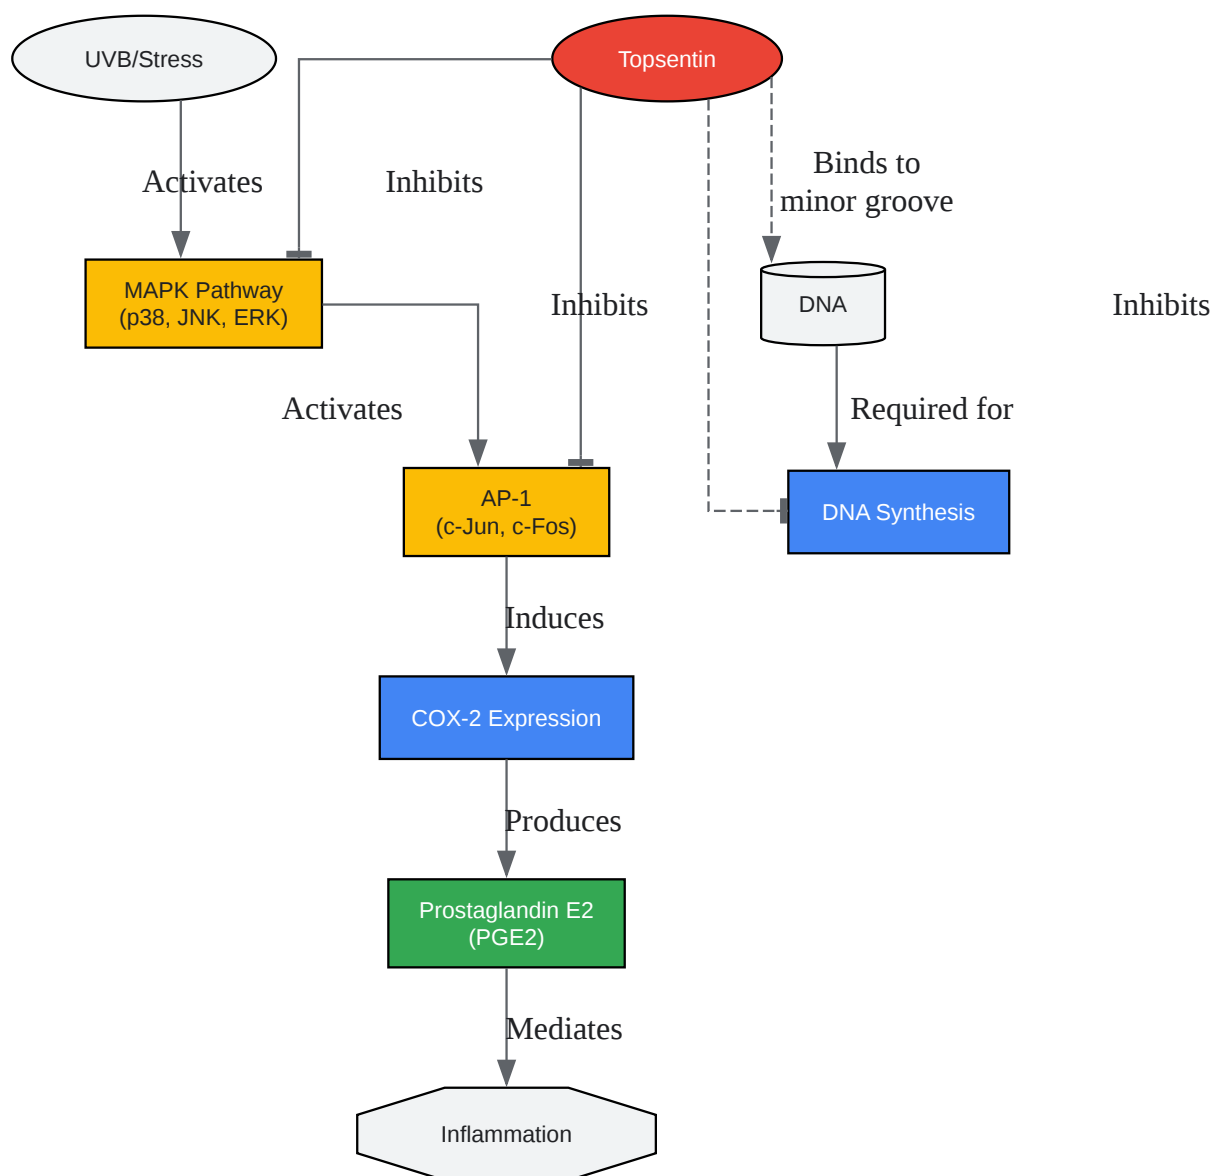 UVB/Stress
Topsentin
Activates
Inhibits
Binds to
minor groove
MAPK Pathway
(p38, JNK, ERK)
Inhibits
DNA
Inhibits
Activates
Required for
AP-1
(c-Jun, c-Fos)
DNA Synthesis
Induces
COX-2 Expression
Produces
Prostaglandin E2
(PGE2)
Mediates
Inflammation